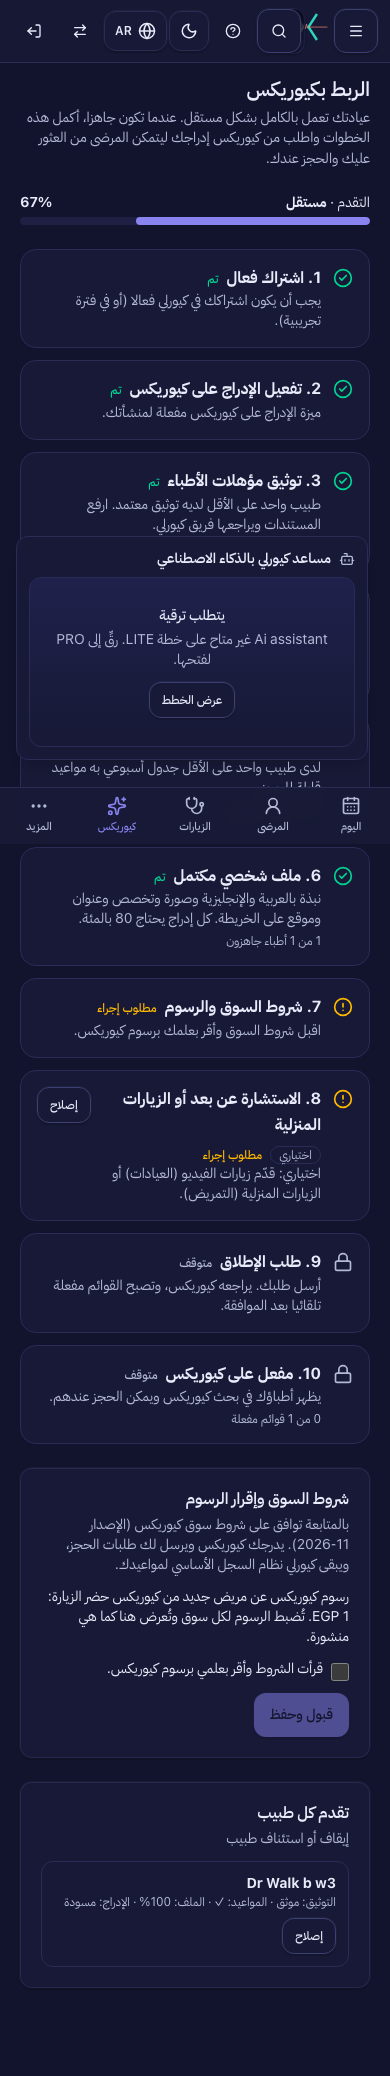 AR
الربط بكيوريكس
عيادتك تعمل بالكامل بشكل مستقل. عندما تكون جاهزا، أكمل هذه
الخطوات واطلب من كيوريكس إدراجك ليتمكن المرضى من العثور
عليك والحجز عندك.
التقدم · مستقل
67%
1. اشتراك فعال تم
يجب أن يكون اشتراكك في كيورلي فعالا (أو في فترة
تجريبية).
2. تفعيل الإدراج على كيوريكس تم
ميزة الإدراج على كيوريكس مفعلة لمنشأتك.
3. توثيق مؤهلات الأطباء تم
طبيب واحد على الأقل لديه توثيق معتمد. ارفع
المستندات ويراجعها فريق كيورلي.
مساعد كيورلي بالذكاء الاصطناعي
يتطلب ترقية
Ai assistant غير متاح على خطة LITE. رقِّ إلى PRO
لفتحها.
عرض الخطط
لدى طبيب واحد على الأقل جدول أسبوعي به مواعيد
اليوم
المرضى
الزيارات
كيوريكس
المزيد
6. ملف شخصي مكتمل تم
نبذة بالعربية والإنجليزية وصورة وتخصص وعنوان
وموقع على الخريطة. كل إدراج يحتاج 80 بالمئة.
1 من 1 أطباء جاهزون
7. شروط السوق والرسوم مطلوب إجراء
اقبل شروط السوق وأقر بعلمك برسوم كيوريكس.
8. الاستشارة عن بعد أو الزيارات
المنزلية
اختياري مطلوب إجراء
اختياري: قدّم زيارات الفيديو (العيادات) أو
الزيارات المنزلية (التمريض).
إصلاح
9. طلب الإطلاق متوقف
أرسل طلبك. يراجعه كيوريكس، وتصبح القوائم مفعلة
تلقائيا بعد الموافقة.
10. مفعل على كيوريكس متوقف
يظهر أطباؤك في بحث كيوريكس ويمكن الحجز عندهم.
0 من 1 قوائم مفعلة
شروط السوق وإقرار الرسوم
بالمتابعة توافق على شروط سوق كيوريكس (الإصدار
2026-11). يدرجك كيوريكس ويرسل لك طلبات الحجز،
ويبقى كيورلي نظام السجل الأساسي لمواعيدك.
رسوم كيوريكس عن مريض جديد من كيوريكس حضر الزيارة:
1 EGP. تُضبط الرسوم لكل سوق وتُعرض هنا كما هي
منشورة.
قرأت الشروط وأقر بعلمي برسوم كيوريكس.
قبول وحفظ
تقدم كل طبيب
إيقاف أو استئناف طبيب
Dr Walk b w3
التوثيق: موثق · المواعيد: ✓ · الملف: 100% · الإدراج: مسودة
إصلاح